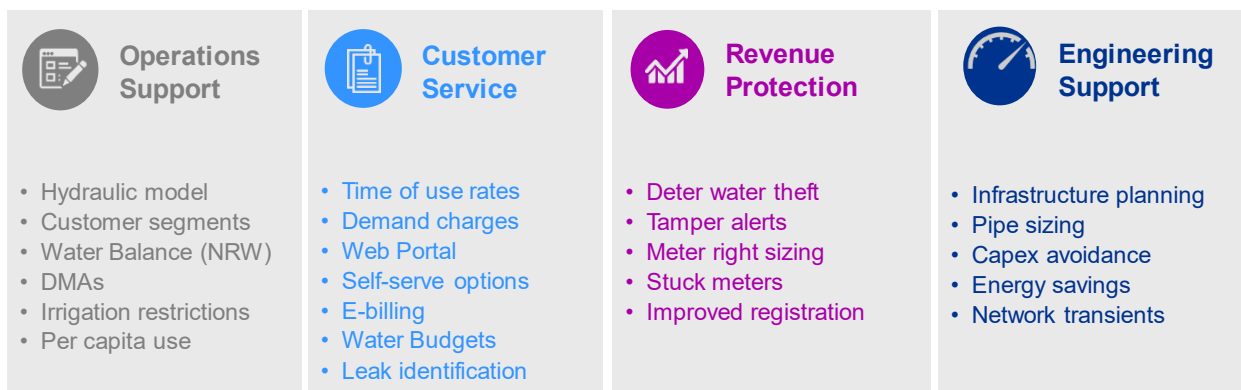 Operations
Support
• Hydraulic model
• Customer segments
• Water Balance (NRW)
• DMAs
• Irrigation restrictions
• Per capita use
Customer
Service
• Time of use rates
• Demand charges
• Web Portal
• Self-serve options
• E-billing
• Water Budgets
• Leak identification
Revenue
Protection
• Deter water theft
• Tamper alerts
• Meter right sizing
• Stuck meters
• Improved registration
Engineering
Support
• Infrastructure planning
• Pipe sizing
• Capex avoidance
• Energy savings
• Network transients